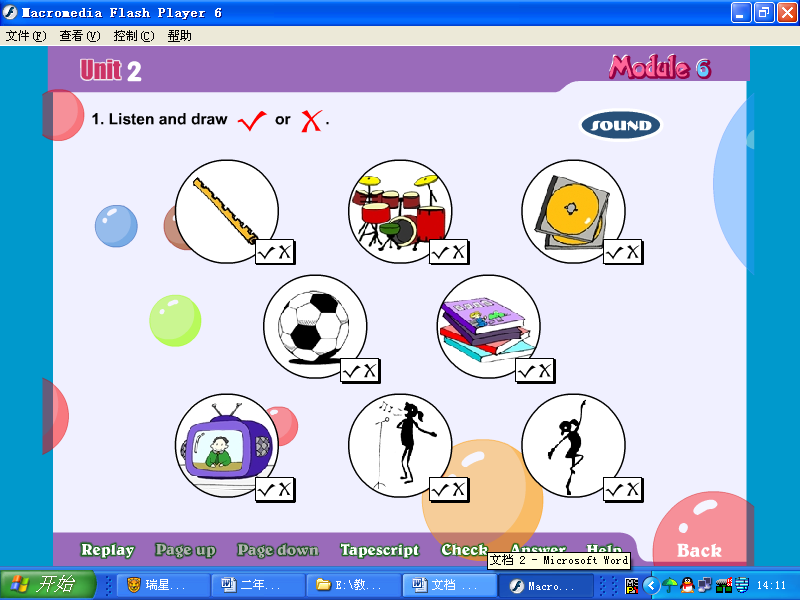 Macromedia Flash Player 6
文件(F) 查看(V) 控制(C) 帮助
Unit 2
Module 6
1. Listen and draw ✓ or X.
SOUND
✓ X
✓ X
✓ X
✓ X
✓ X
✓ X
✓ X
✓ X
Replay Page up Page down Tapescript Check Answer Help
Back
文档 2 - Microsoft Word
开始 瑞星... 二年... E:\教... 文档 ... Macro... 14:11